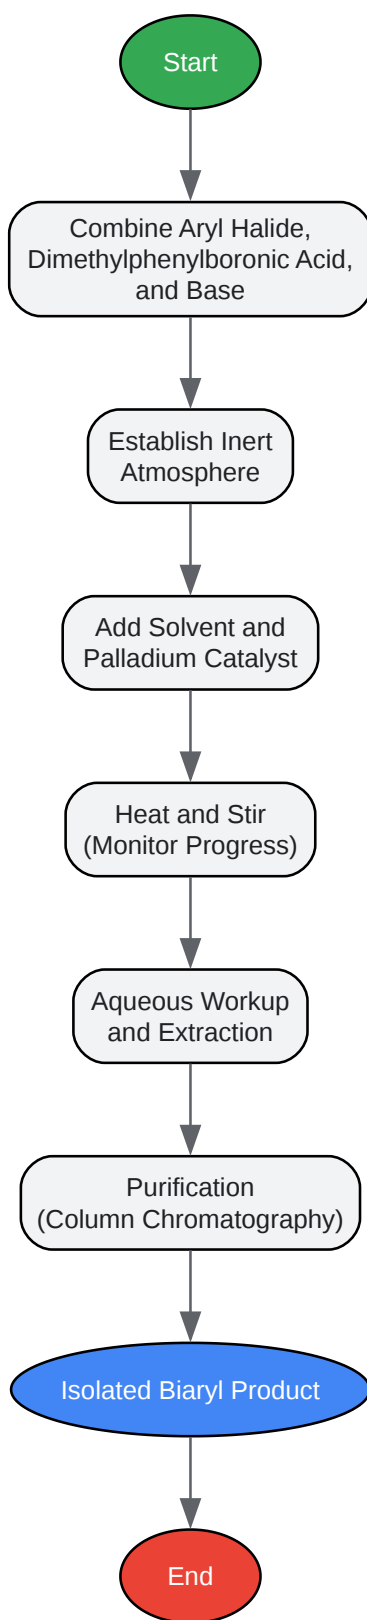 Start
Combine Aryl Halide,
Dimethylphenylboronic Acid,
and Base
Establish Inert
Atmosphere
Add Solvent and
Palladium Catalyst
Heat and Stir
(Monitor Progress)
Aqueous Workup
and Extraction
Purification
(Column Chromatography)
Isolated Biaryl Product
End